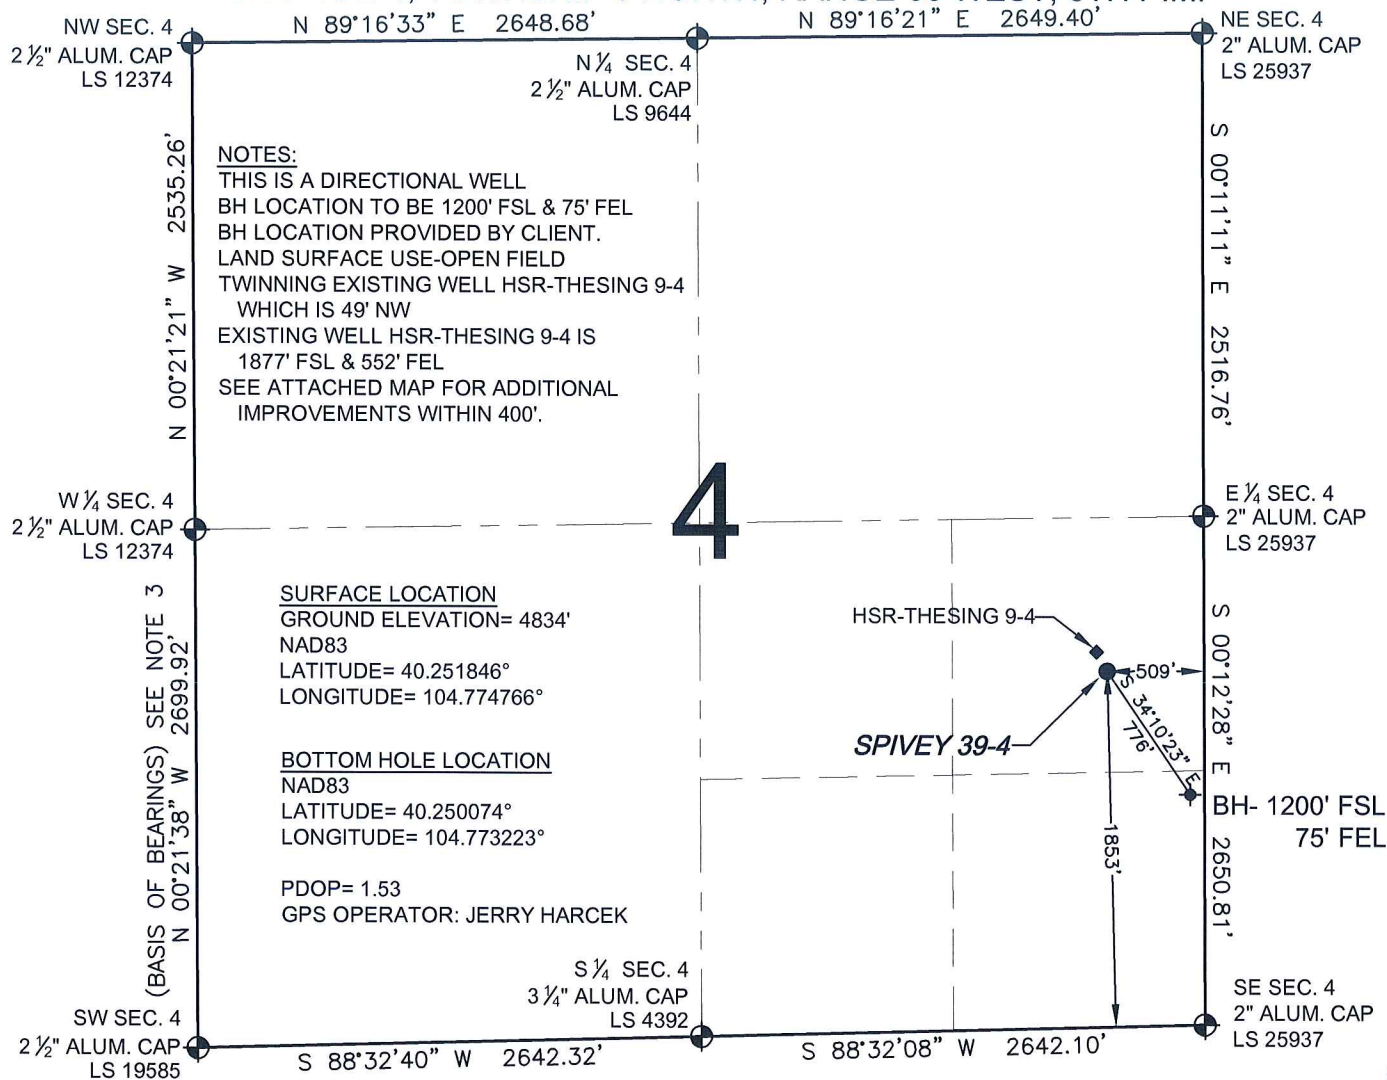 N 89°16'33" E 2648.68'
N 89°16'21" E 2649.40'
NW SEC. 4
2 ½" ALUM. CAP
LS 12374
N ¼ SEC. 4
2 ½" ALUM. CAP
LS 9644
NE SEC. 4
2" ALUM. CAP
LS 25937
N 00°21'21" W 2535.26'
S 00°11'11" E 2516.76'
NOTES:
THIS IS A DIRECTIONAL WELL
BH LOCATION TO BE 1200' FSL & 75' FEL
BH LOCATION PROVIDED BY CLIENT.
LAND SURFACE USE-OPEN FIELD
TWINNING EXISTING WELL HSR-THESING 9-4
WHICH IS 49' NW
EXISTING WELL HSR-THESING 9-4 IS
1877' FSL & 552' FEL
SEE ATTACHED MAP FOR ADDITIONAL
IMPROVEMENTS WITHIN 400'.
4
W ¼ SEC. 4
2 ½" ALUM. CAP
LS 12374
E ¼ SEC. 4
2" ALUM. CAP
LS 25937
(BASIS OF BEARINGS) SEE NOTE 3
N 00°21'38" W 2699.92'
SURFACE LOCATION
GROUND ELEVATION= 4834'
NAD83
LATITUDE= 40.251846°
LONGITUDE= 104.774766°
BOTTOM HOLE LOCATION
NAD83
LATITUDE= 40.250074°
LONGITUDE= 104.773223°
PDOP= 1.53
GPS OPERATOR: JERRY HARCEK
HSR-THESING 9-4
509'
S 34°10'23" E
776'
SPIVEY 39-4
1853'
S 00°12'28" E 2650.81'
BH- 1200' FSL
75' FEL
SW SEC. 4
2 ½" ALUM. CAP
LS 19585
S ¼ SEC. 4
3 ¼" ALUM. CAP
LS 4392
SE SEC. 4
2" ALUM. CAP
LS 25937
S 88°32'40" W 2642.32'
S 88°32'08" W 2642.10'